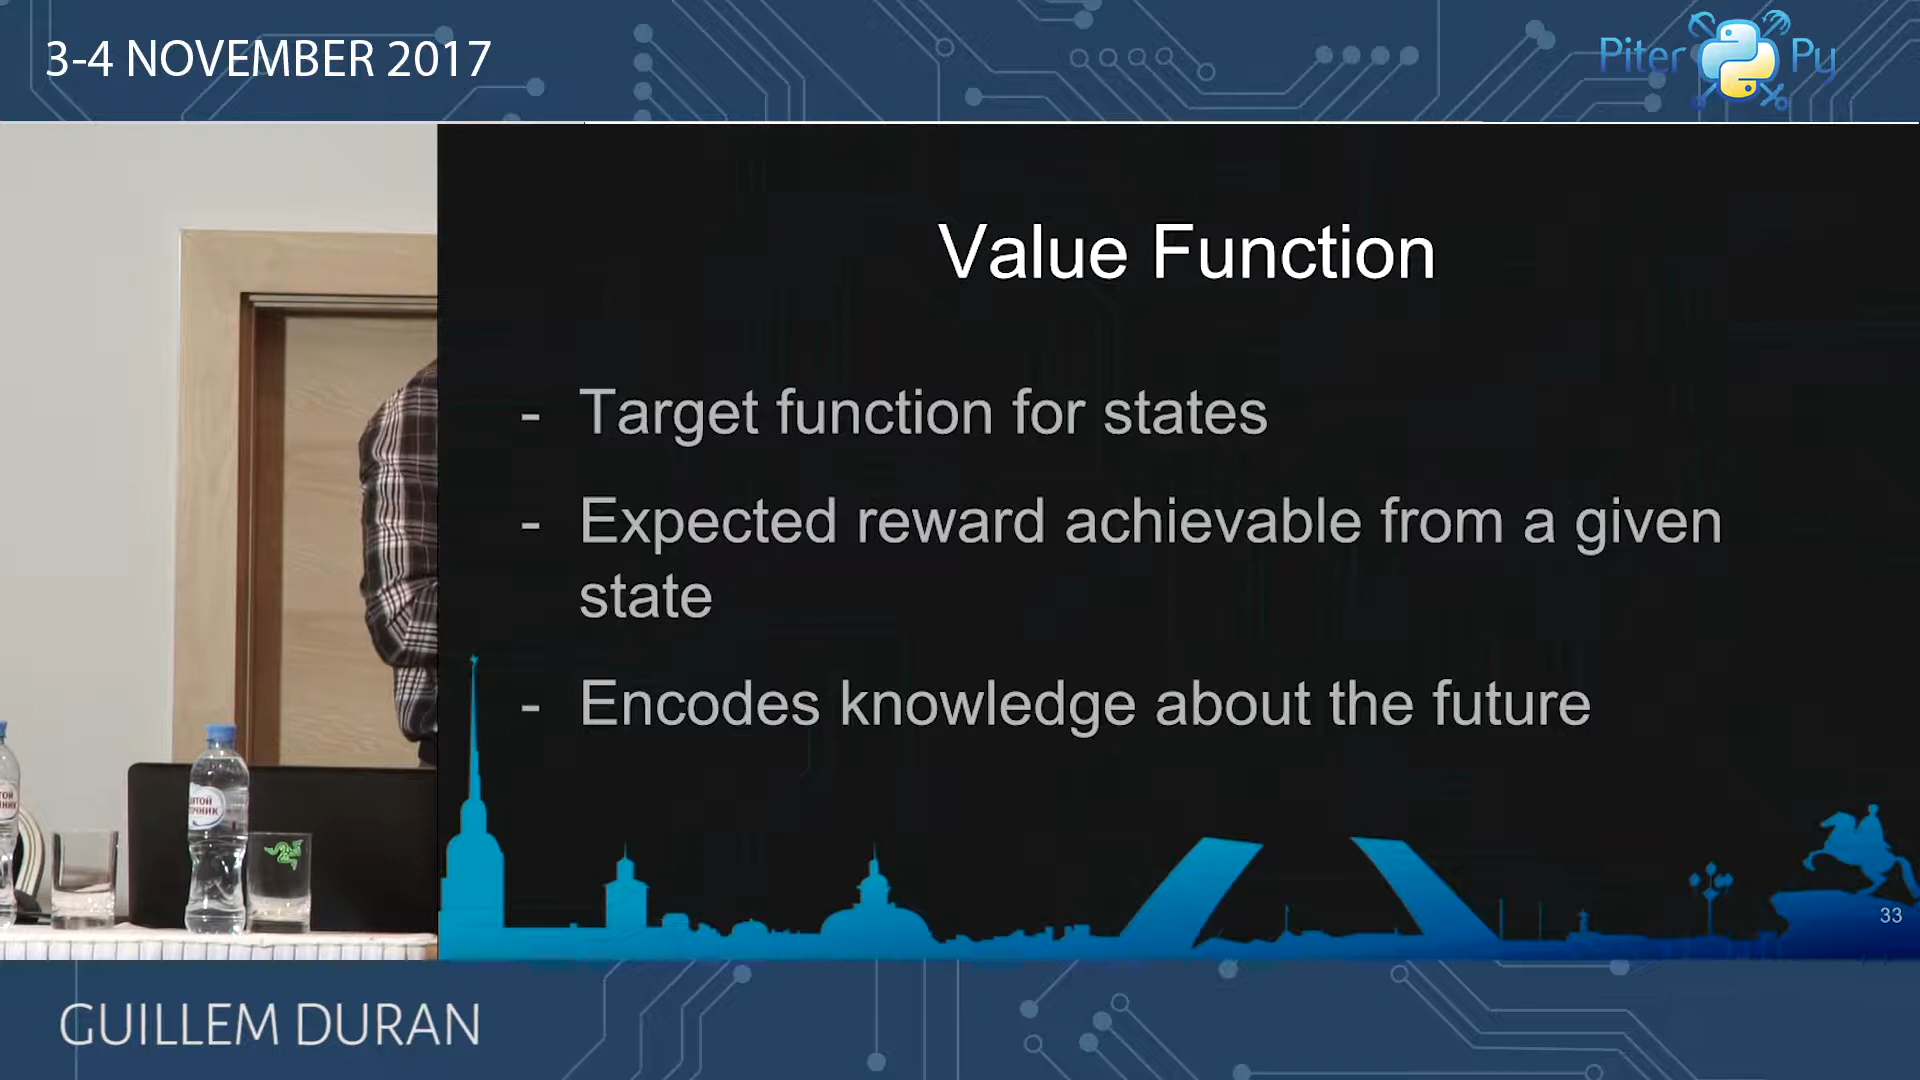 3-4 NOVEMBER 2017
Piter Py
Value Function
- Target function for states
- Expected reward achievable from a given
state
- Encodes knowledge about the future
33
GUILLEM DURAN